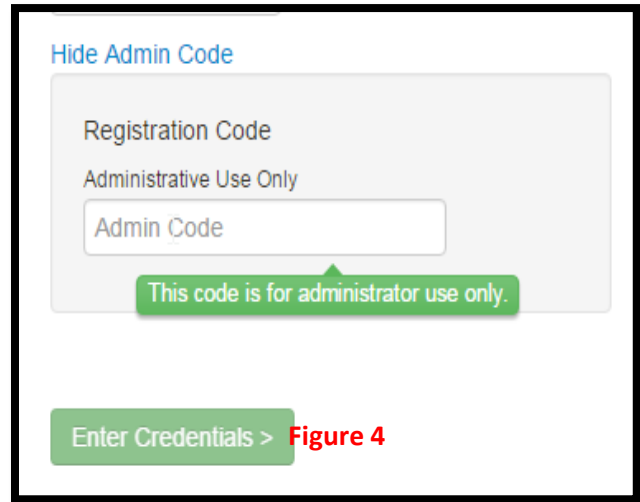 Hide Admin Code
Registration Code
Administrative Use Only
Admin Code
This code is for administrator use only.
Enter Credentials > Figure 4